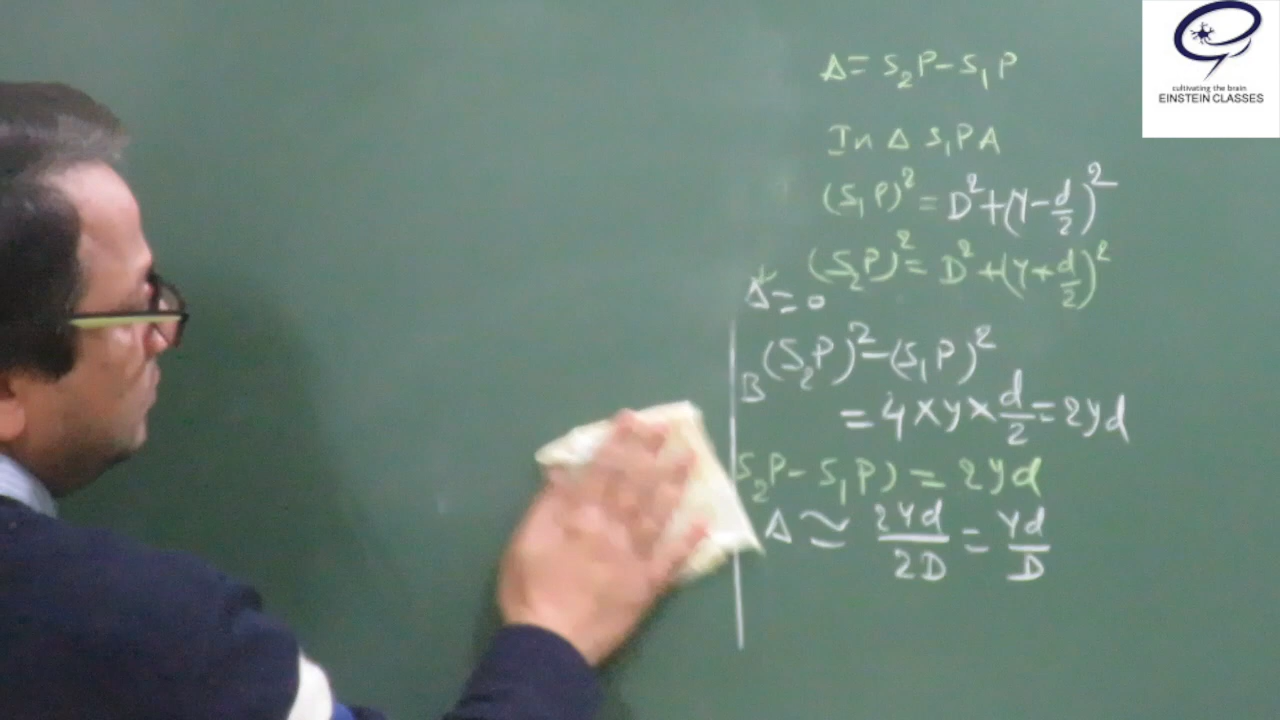 cultivating the brain
EINSTEIN CLASSES
Δ = S₂P - S₁P
In Δ S₁PA
(S₁P)² = D² + (Y - d/2)²
(S₂P)² = D² + (Y + d/2)²
Δ = 0
(S₂P)² - (S₁P)²
B
= 4 × y × d/2 = 2yd
S₂P - S₁P) = 2yd
Δ ≃ 2Yd/2D = Yd/D